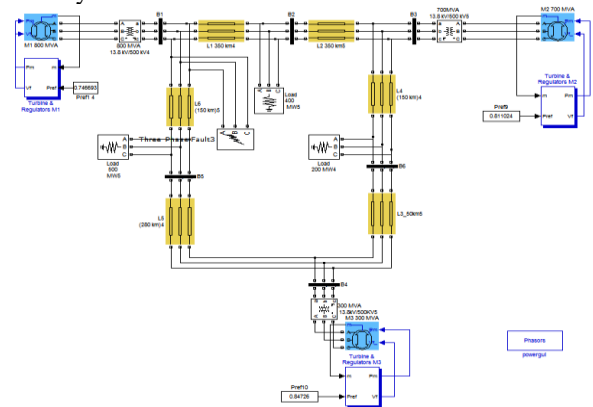 M1 800 MVA
800 MVA
13.8 kV/500 kV4
B1
L1 350 km4
B2
L2 350 km5
B3
700MVA
13.8 kV/500 kV5
M2 700 MVA
Pm
m
Vf
Pref
Turbine &
Regulators M1
0.746693
Pref1 4
L6
(150 km)5
Load
400
MW5
L4
(150 km)4
Turbine &
Regulators M2
m
Pm
Pref
Vf
Pref9
0.811024
Three Phase Fault3
A
B
C
Load
500
MW6
A
B
C
Load
200 MW4
B5
B6
L5
(280 km)4
L3_50km5
B4
300 MVA
13.8kV/500KV5
M3 300 MVA
Turbine &
Regulators M3
m
Pm
Pref
Vf
Pref10
0.84726
Phasors
powergui